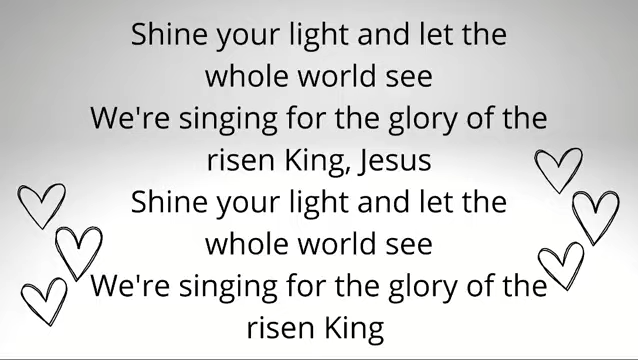 Shine your light and let the
whole world see
We're singing for the glory of the
risen King, Jesus
Shine your light and let the
whole world see
We're singing for the glory of the
risen King